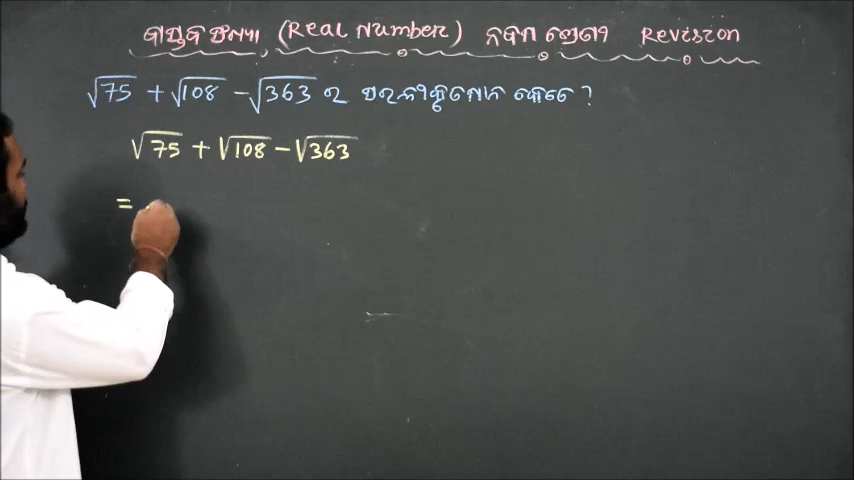 ବାସ୍ତବ ସଂଖ୍ୟା (Real Number) ନବମ ଶ୍ରେଣୀ Revision
√75 + √108 - √363 ର ସରଳୀକୃତ ମାନ କେତେ ?
√75 + √108 - √363
=